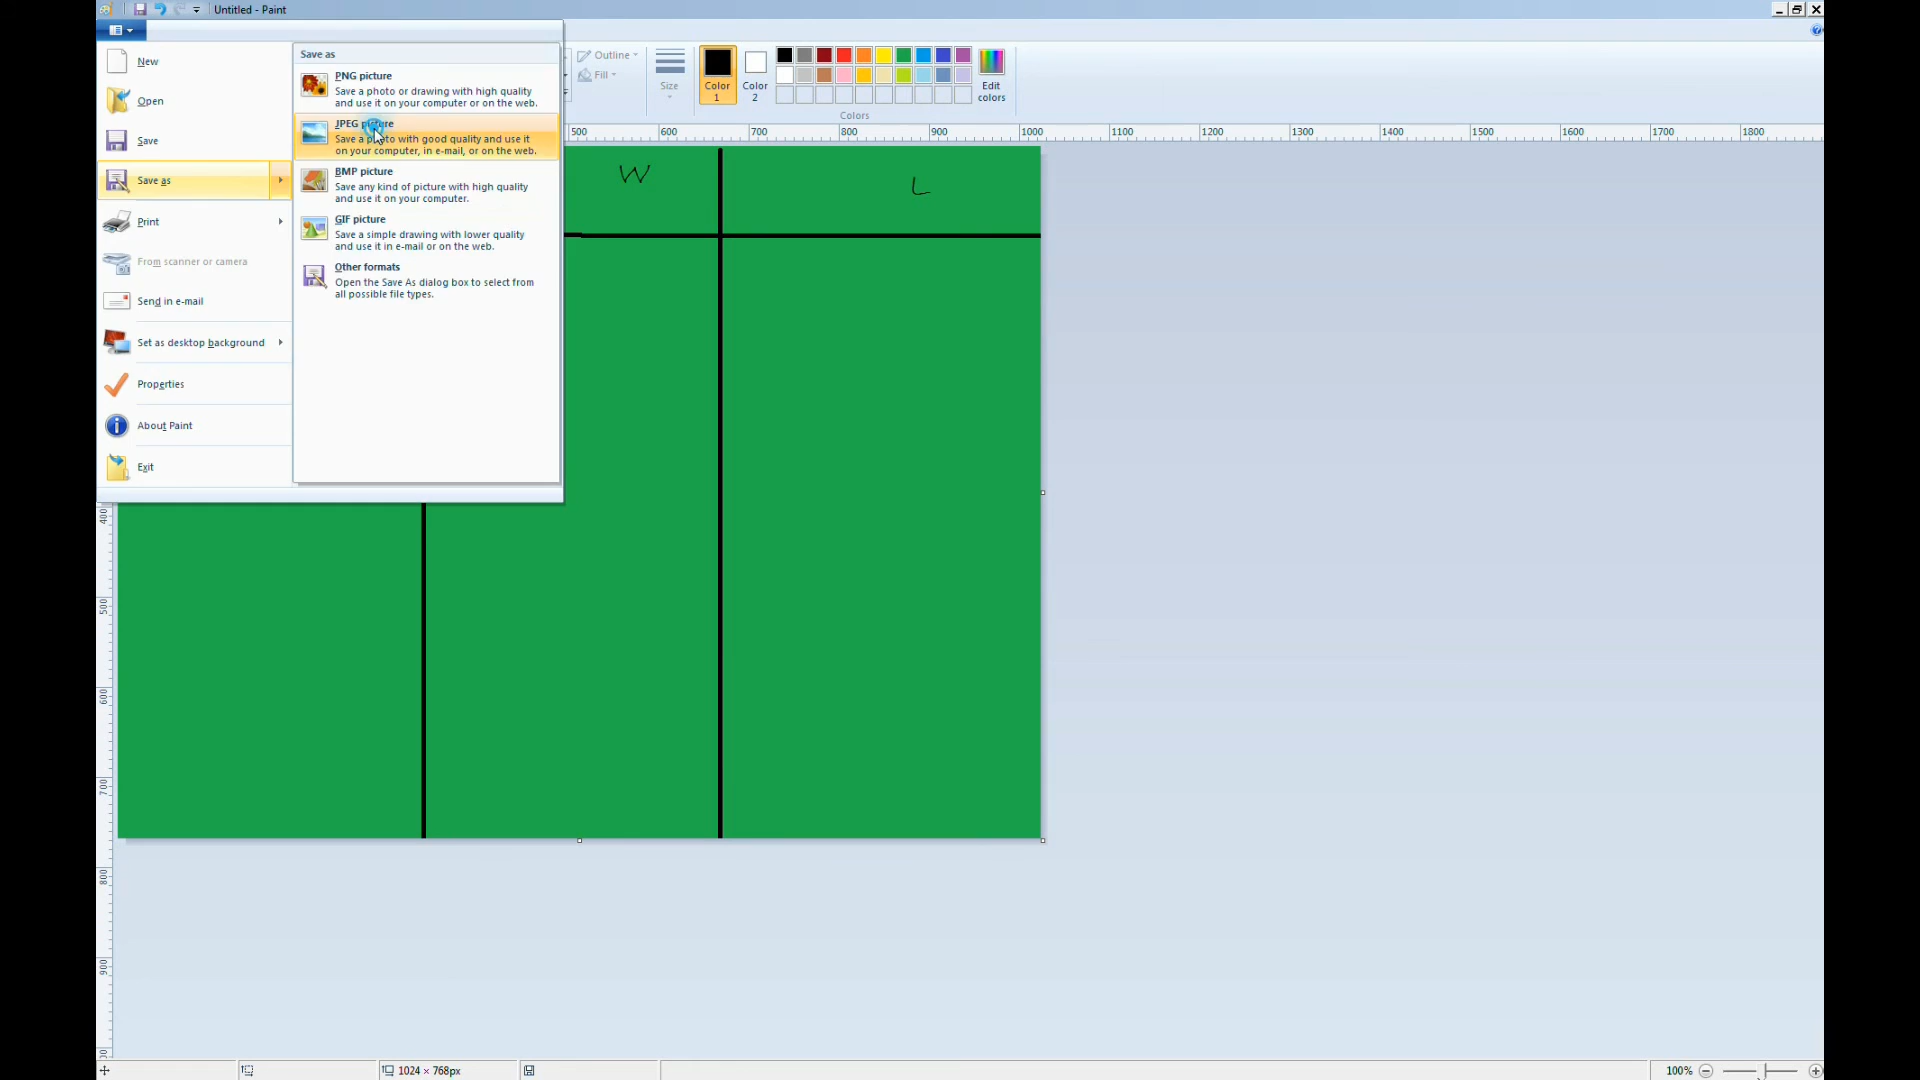 Untitled - Paint
New
Open
Save
Save as
Print
From scanner or camera
Send in e-mail
Set as desktop background
Properties
About Paint
Exit
Save as
PNG picture
Save a photo or drawing with high quality
and use it on your computer or on the web.
JPEG picture
Save a photo with good quality and use it
on your computer, in e-mail, or on the web.
BMP picture
Save any kind of picture with high quality
and use it on your computer.
GIF picture
Save a simple drawing with lower quality
and use it in e-mail or on the web.
Other formats
Open the Save As dialog box to select from
all possible file types.
Outline
Fill
Size
Color
1
Color
2
Edit
colors
Colors
500 600 700 800 900 1000 1100 1200 1300 1400 1500 1600 1700 1800
W L
400
500
600
700
800
900
1024 × 768px
100%